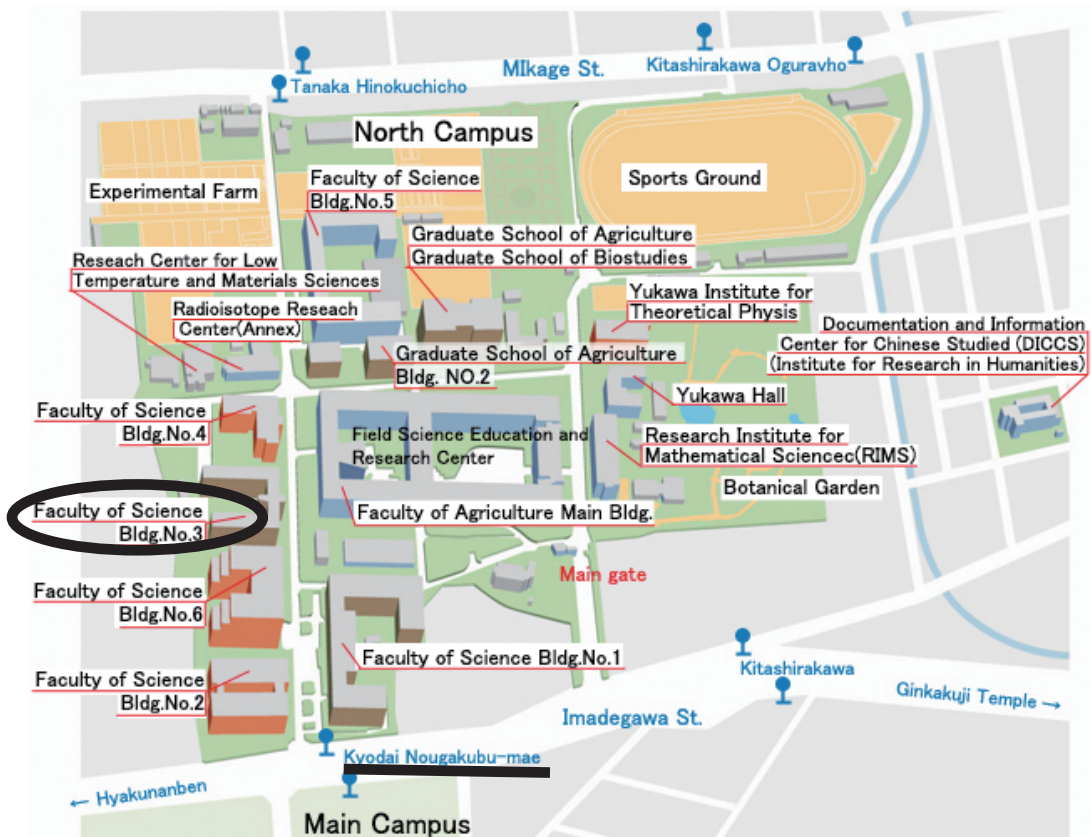 MIkage St.
Kitashirakawa Oguravho
Tanaka Hinokuchicho
North Campus
Experimental Farm
Faculty of Science
Bldg.No.5
Sports Ground
Graduate School of Agriculture
Graduate School of Biostudies
Reseach Center for Low
Temperature and Materials Sciences
Yukawa Institute for
Theoretical Physis
Radioisotope Reseach
Center(Annex)
Documentation and Information
Center for Chinese Studied (DICCS)
(Institute for Research in Humanities)
Graduate School of Agriculture
Bldg. NO.2
Yukawa Hall
Faculty of Science
Bldg.No.4
Field Science Education and
Research Center
Research Institute for
Mathematical Sciencec(RIMS)
Botanical Garden
Faculty of Science
Bldg.No.3
Faculty of Agriculture Main Bldg.
Main gate
Faculty of Science
Bldg.No.6
Faculty of Science Bldg.No.1
Faculty of Science
Bldg.No.2
Kitashirakawa
Ginkakuji Temple →
Imadegawa St.
Kyodai Nougakubu-mae
← Hyakunanben
Main Campus